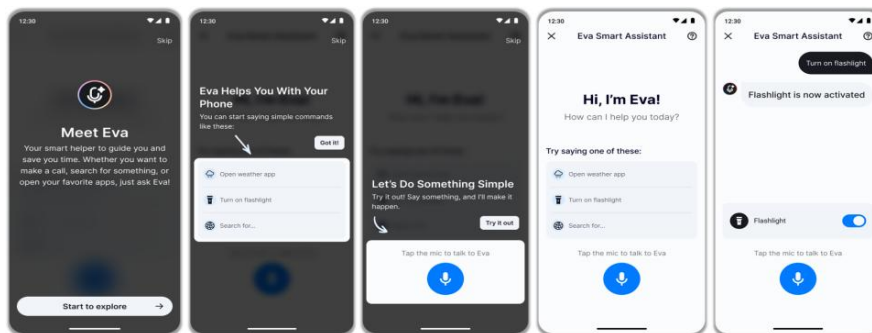 12:30
Skip
Meet Eva
Your smart helper to guide you and
save you time. Whether you want to
make a call, search for something, or
open your favorite apps, just ask Eva!
Start to explore
12:30
Skip
Eva Helps You With Your
Phone
You can start saying simple commands
like these:
Got it!
Open weather app
Turn on flashlight
Search for...
12:30
Skip
Let's Do Something Simple
Try it out! Say something, and I'll make it
happen.
Try it out
Tap the mic to talk to Eva
12:30
Eva Smart Assistant
Hi, I'm Eva!
How can I help you today?
Try saying one of these:
Open weather app
Turn on flashlight
Search for...
Tap the mic to talk to Eva
12:30
Eva Smart Assistant
Turn on flashlight
Flashlight is now activated
Flashlight
Tap the mic to talk to Eva